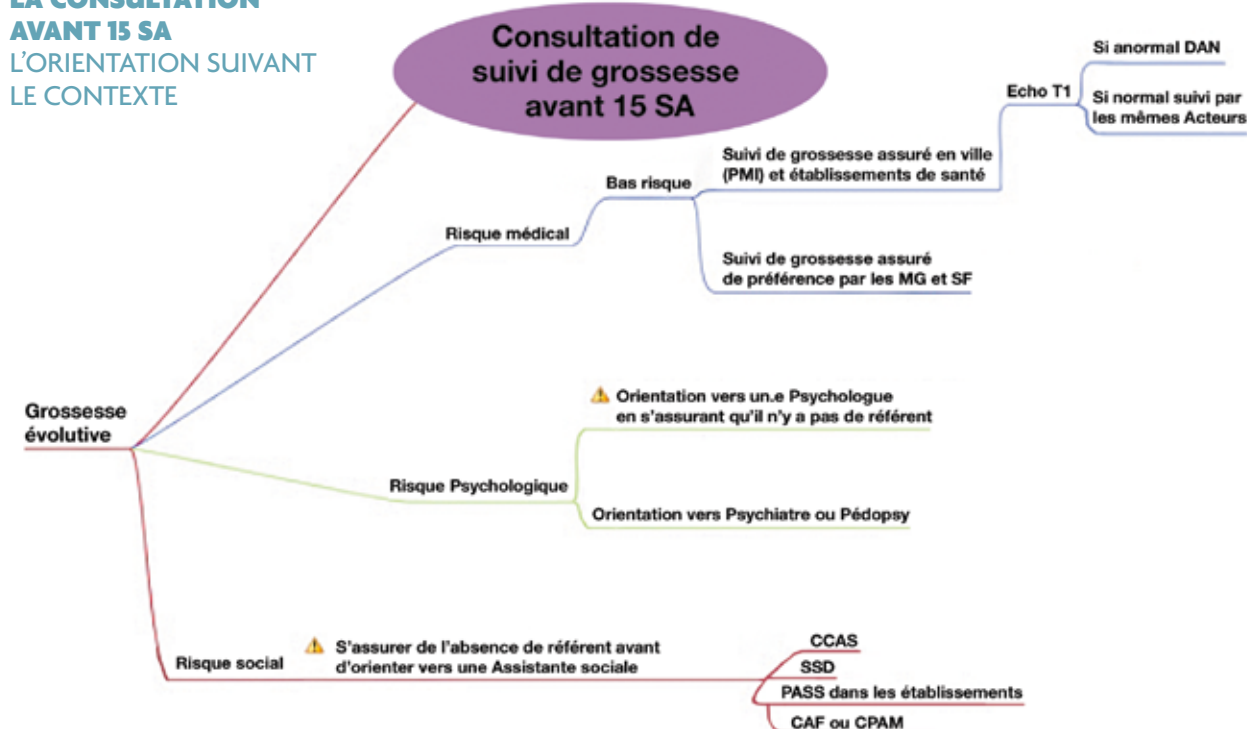 LA CONSULTATION
AVANT 15 SA
L'ORIENTATION SUIVANT
LE CONTEXTE
Consultation de
suivi de grossesse
avant 15 SA
Si anormal DAN
Echo T1
Si normal suivi par
les mêmes Acteurs
Suivi de grossesse assuré en ville
(PMI) et établissements de santé
Bas risque
Risque médical
Suivi de grossesse assuré
de préférence par les MG et SF
Grossesse
évolutive
Orientation vers un.e Psychologue
en s'assurant qu'il n'y a pas de référent
Risque Psychologique
Orientation vers Psychiatre ou Pédopsy
Risque social
S'assurer de l'absence de référent avant
d'orienter vers une Assistante sociale
CCAS
SSD
PASS dans les établissements
CAF ou CPAM